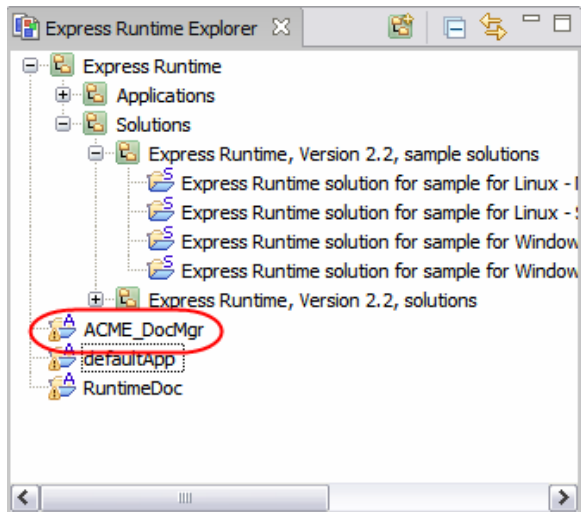 Express Runtime Explorer
Express Runtime
Applications
Solutions
Express Runtime, Version 2.2, sample solutions
Express Runtime solution for sample for Linux -
Express Runtime solution for sample for Linux -
Express Runtime solution for sample for Window
Express Runtime solution for sample for Window
Express Runtime, Version 2.2, solutions
ACME_DocMgr
defaultApp
RuntimeDoc